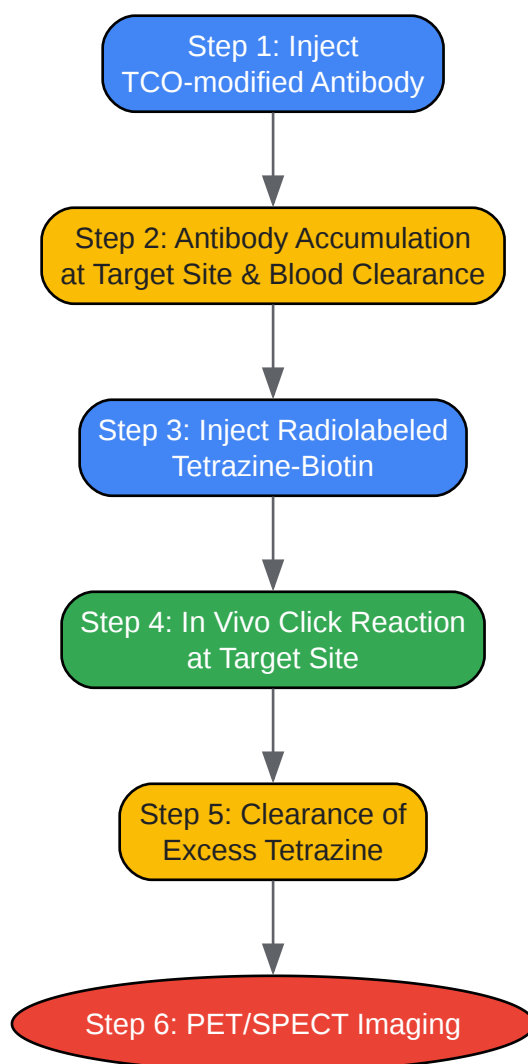 Step 1: Inject
TCO-modified Antibody
Step 2: Antibody Accumulation
at Target Site & Blood Clearance
Step 3: Inject Radiolabeled
Tetrazine-Biotin
Step 4: In Vivo Click Reaction
at Target Site
Step 5: Clearance of
Excess Tetrazine
Step 6: PET/SPECT Imaging